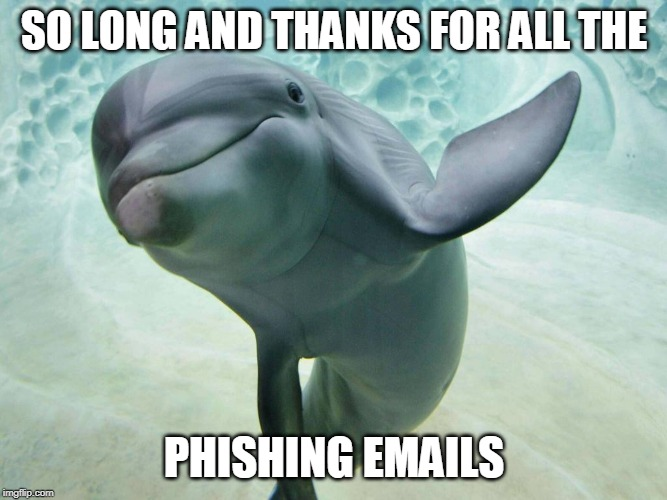 SO LONG AND THANKS FOR ALL THE
PHISHING EMAILS
imgflip.com